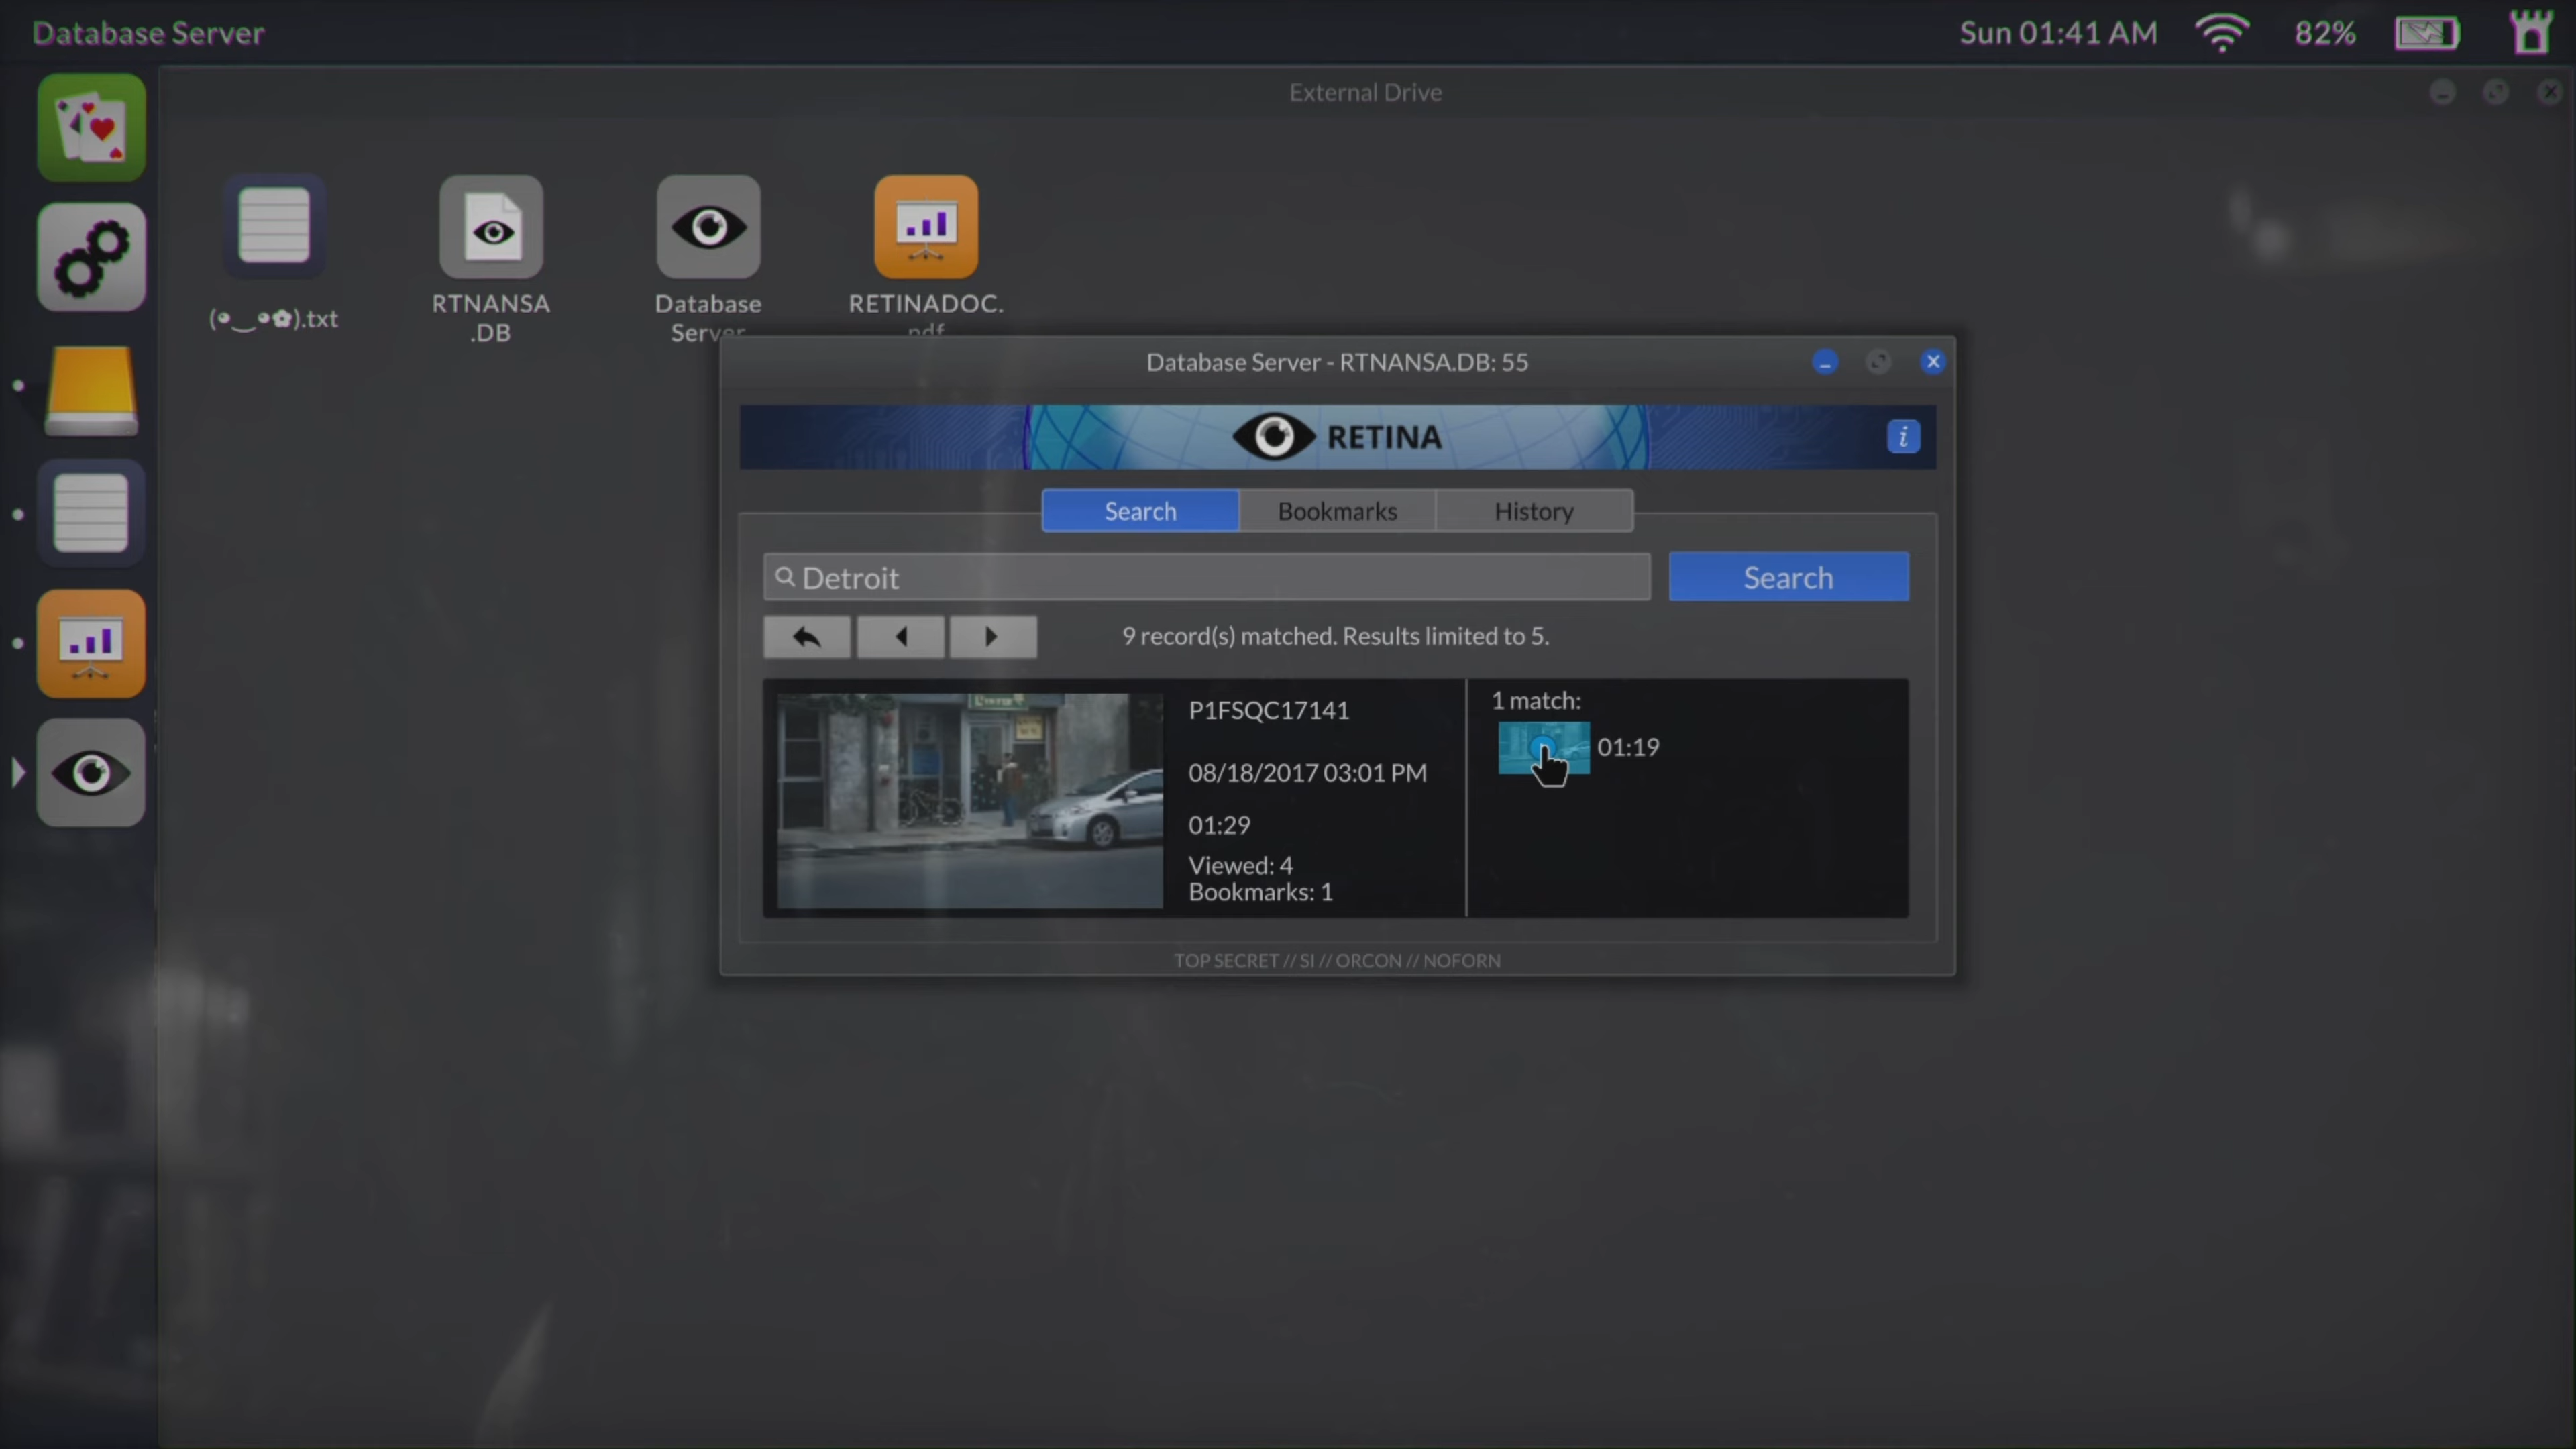 Database Server
Sun 01:41 AM
82%
External Drive
(•‿•✿).txt
RTNANSA
.DB
Database
Server
RETINADOC.
pdf
Database Server - RTNANSA.DB: 55
RETINA
i
Search
Bookmarks
History
Detroit
Search
9 record(s) matched. Results limited to 5.
P1FSQC17141
08/18/2017 03:01 PM
01:29
Viewed: 4
Bookmarks: 1
1 match:
01:19
TOP SECRET // SI // ORCON // NOFORN